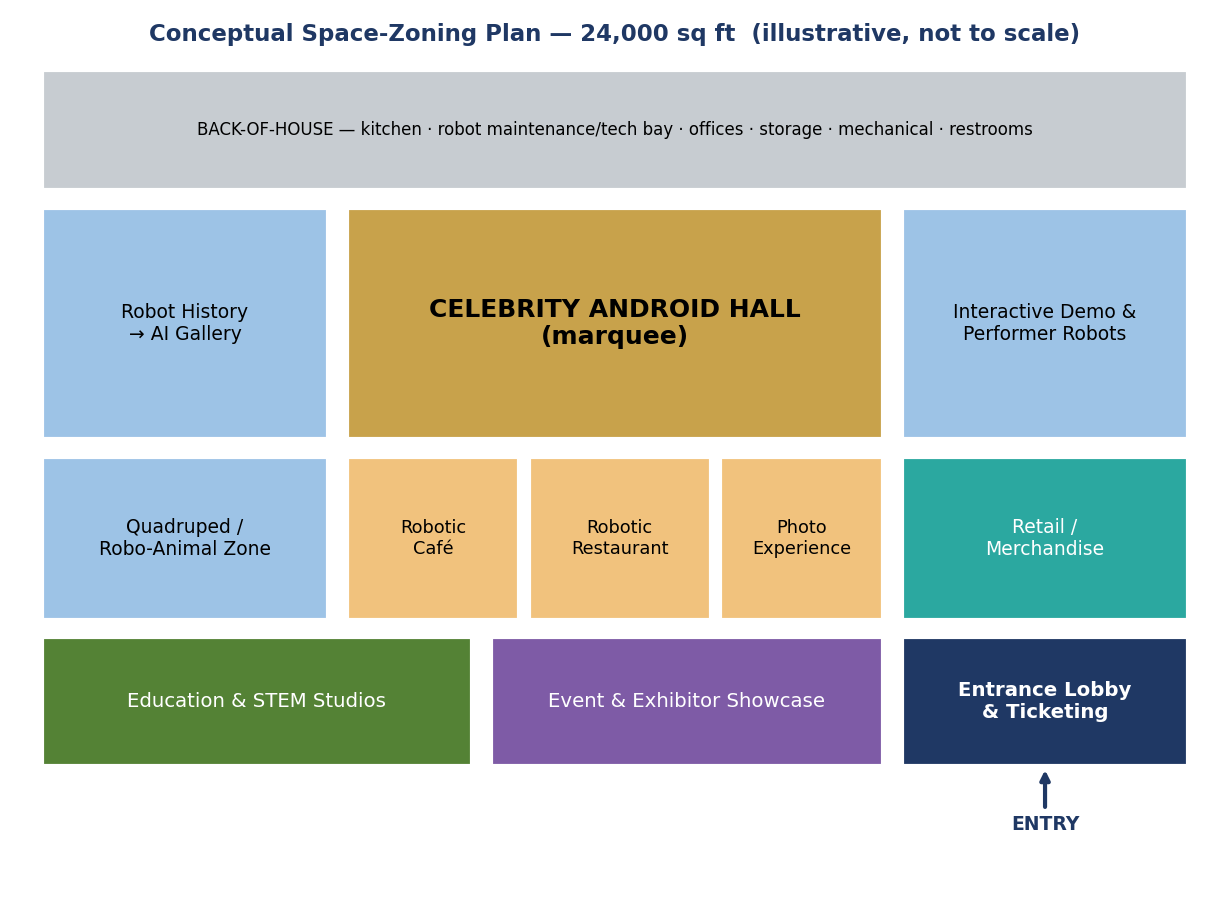 Conceptual Space-Zoning Plan — 24,000 sq ft (illustrative, not to scale)
BACK-OF-HOUSE — kitchen · robot maintenance/tech bay · offices · storage · mechanical · restrooms
Robot History
→ AI Gallery
CELEBRITY ANDROID HALL
(marquee)
Interactive Demo &
Performer Robots
Quadruped /
Robo-Animal Zone
Robotic
Café
Robotic
Restaurant
Photo
Experience
Retail /
Merchandise
Education & STEM Studios
Event & Exhibitor Showcase
Entrance Lobby
& Ticketing
ENTRY